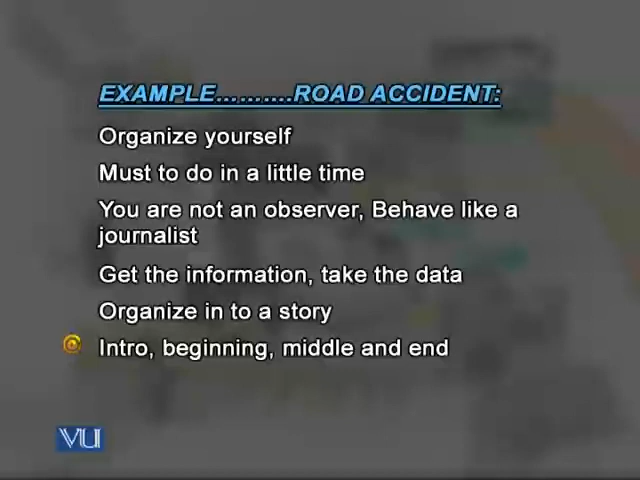 EXAMPLE..........ROAD ACCIDENT:
Organize yourself
Must to do in a little time
You are not an observer, Behave like a
journalist
Get the information, take the data
Organize in to a story
Intro, beginning, middle and end
VU